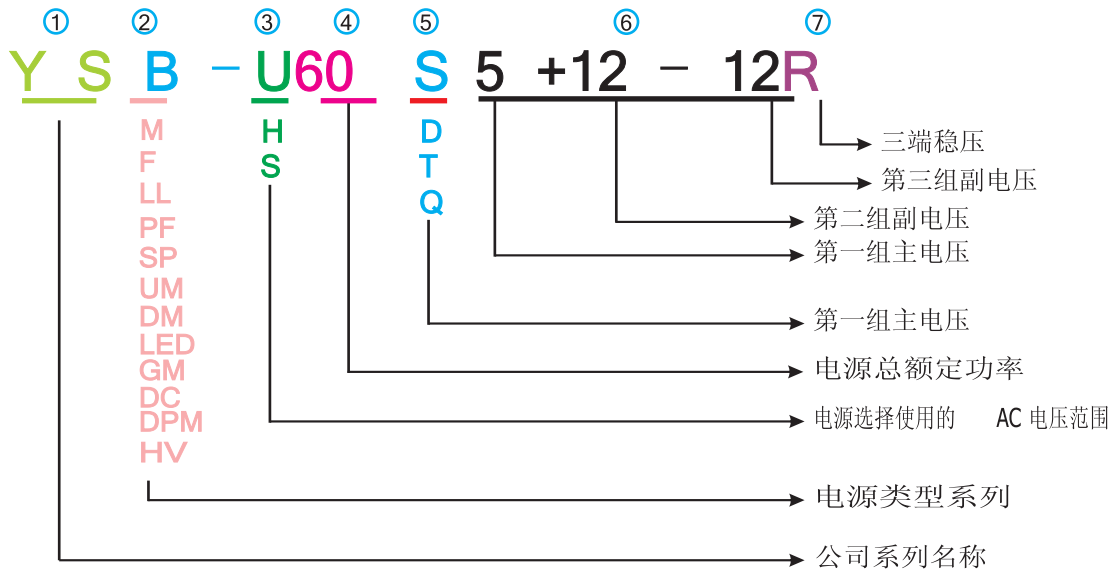 ① ② ③ ④ ⑤ ⑥ ⑦
Y S B - U60 S 5 +12 - 12R
M
F
LL
PF
SP
UM
DM
LED
GM
DC
DPM
HV
H
S
D
T
Q
三端稳压
第三组副电压
第二组副电压
第一组主电压
第一组主电压
电源总额定功率
电源选择使用的 AC 电压范围
电源类型系列
公司系列名称